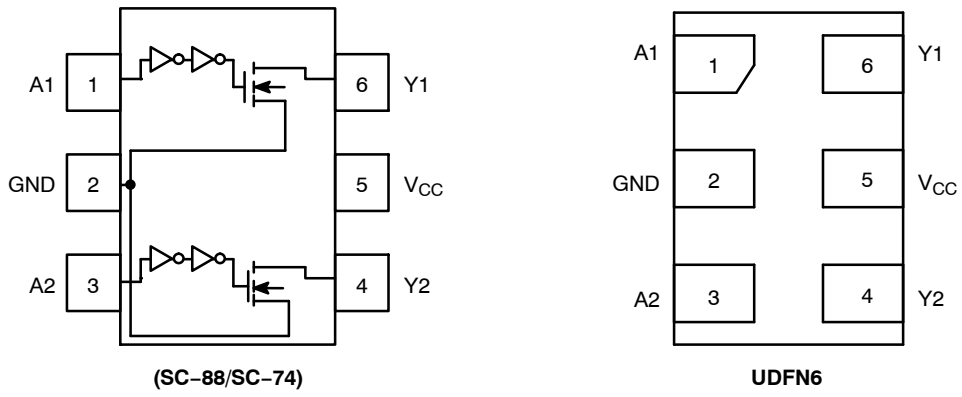 A1 1 6 Y1
GND 2 5 VCC
A2 3 4 Y2
(SC−88/SC−74)
A1 1 6 Y1
GND 2 5 VCC
A2 3 4 Y2
UDFN6